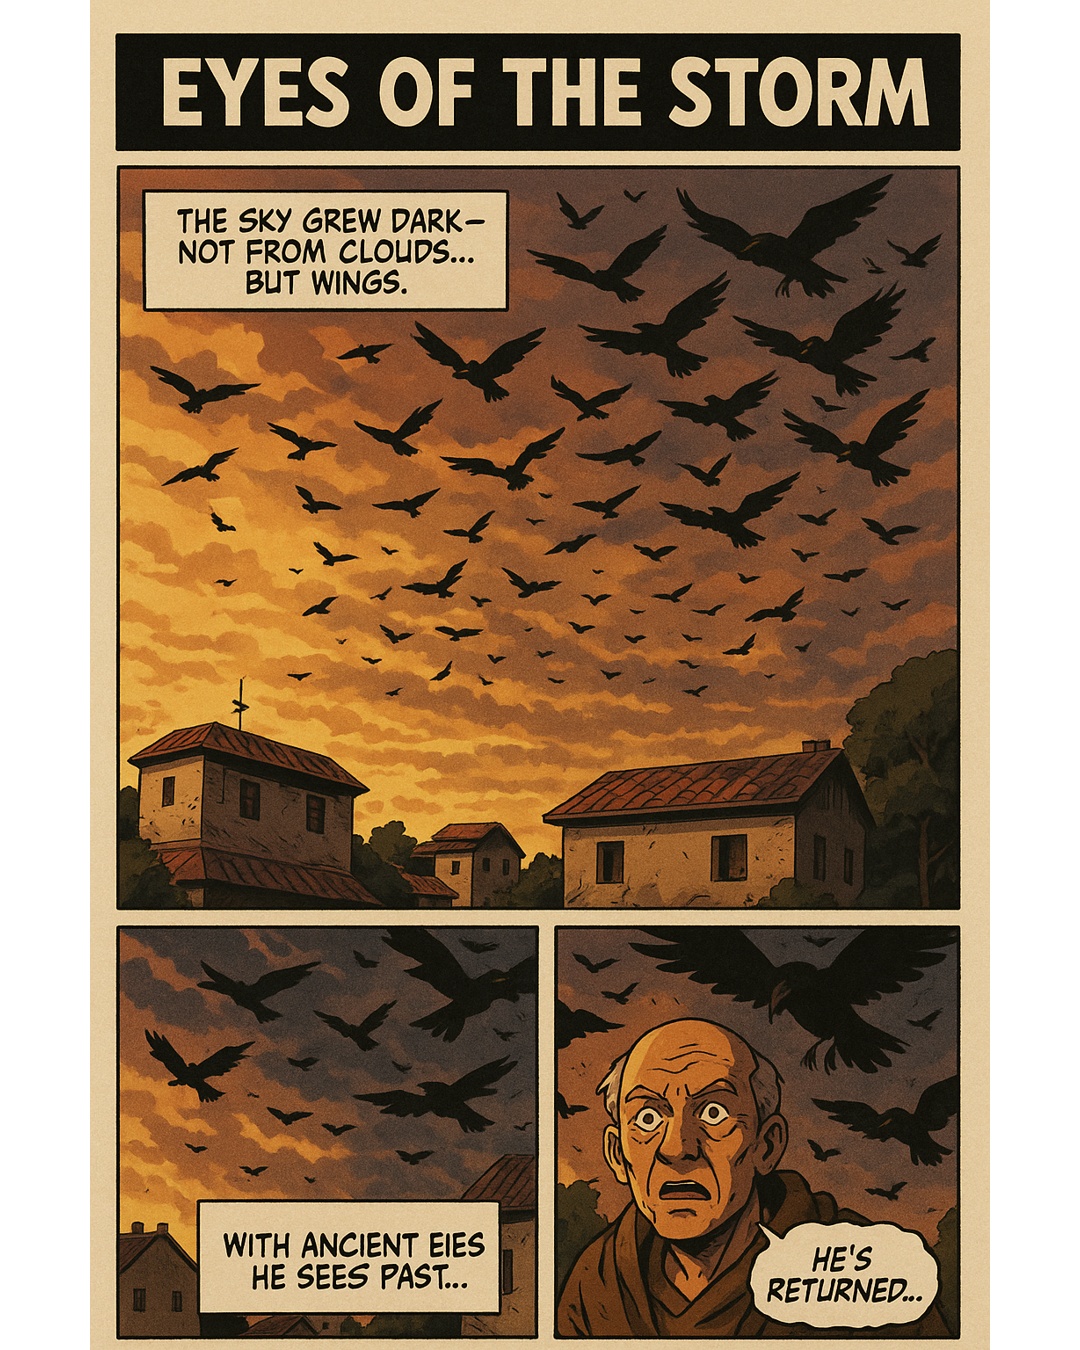 EYES OF THE STORM
THE SKY GREW DARK—
NOT FROM CLOUDS...
BUT WINGS.
WITH ANCIENT EIES
HE SEES PAST...
HE'S
RETURNED...